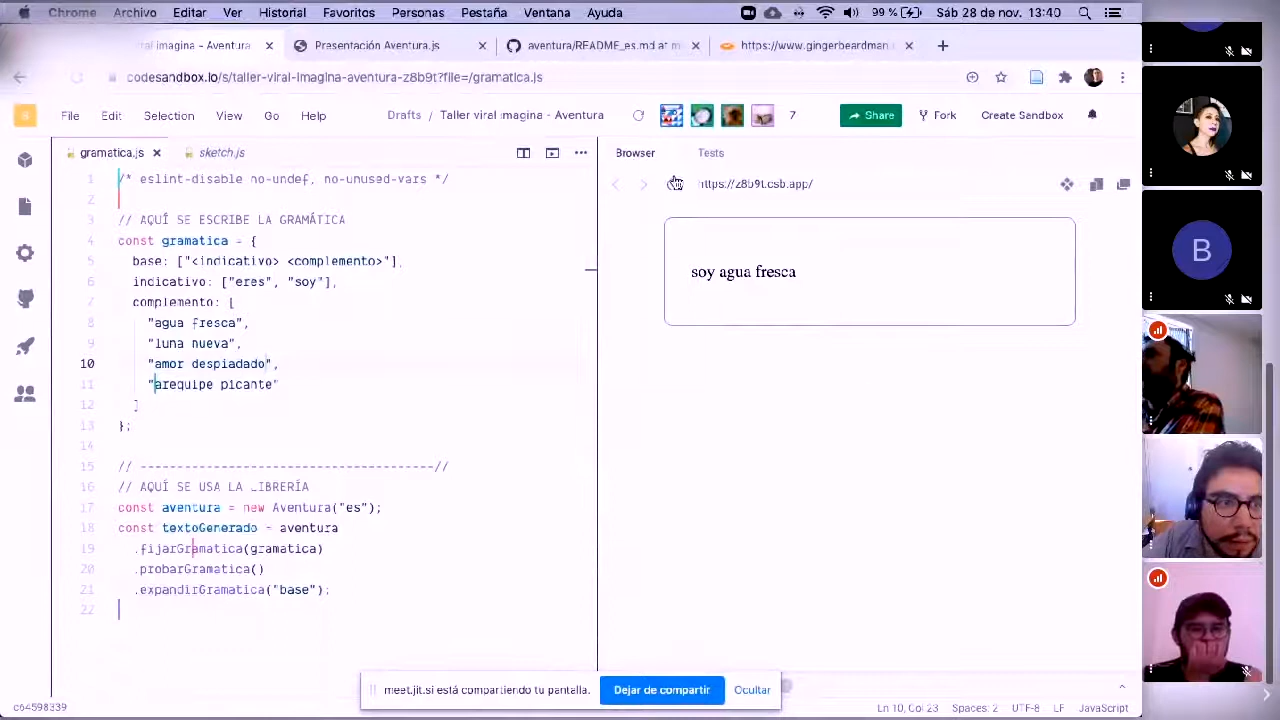 Chrome Archivo Editar Ver Historial Favoritos Personas Pestaña Ventana Ayuda 99 % Sáb 28 de nov. 13:40
ral imagina - Aventura Presentación Aventura.js aventura/README_es.md at m https://www.gingerbeardman.
codesandbox.io/s/taller-viral-imagina-aventura-z8b9t?file=/gramatica.js
File Edit Selection View Go Help Drafts / Taller viral Imagina - Aventura 7 Share Fork Create Sandbox
gramatica.js sketch.js Browser Tests
https://z8b9t.csb.app/
1 /* eslint-disable no-undef, no-unused-vars */
2
3 // AQUÍ SE ESCRIBE LA GRAMÁTICA
4 const gramatica = {
5 base: ["<indicativo> <complemento>"],
6 indicativo: ["eres", "soy"],
7 complemento: [
8 "agua fresca",
9 "luna nueva",
10 "amor despiadado",
11 "arequipe picante"
12 ]
13 };
14
15 // ----------------------------------------//
16 // AQUÍ SE USA LA LIBRERÍA
17 const aventura = new Aventura("es");
18 const textoGenerado = aventura
19 .fijarGramatica(gramatica)
20 .probarGramatica()
21 .expandirGramatica("base");
22
soy agua fresca
B
meet.jit.si está compartiendo tu pantalla. Dejar de compartir Ocultar
c64598339 Ln 10, Col 23 Spaces: 2 UTF-8 LF JavaScript